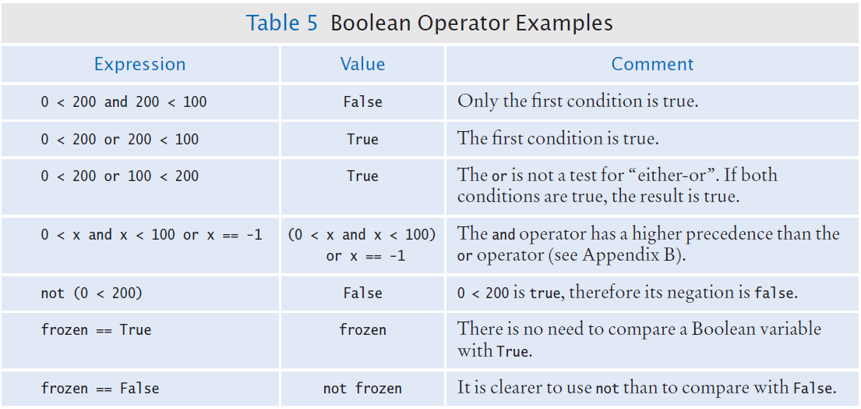 Table 5 Boolean Operator Examples
Expression Value Comment
0 < 200 and 200 < 100 False Only the first condition is true.
0 < 200 or 200 < 100 True The first condition is true.
0 < 200 or 100 < 200 True The or is not a test for “either-or”. If both
conditions are true, the result is true.
0 < x and x < 100 or x == -1 (0 < x and x < 100) The and operator has a higher precedence than the
or x == -1 or operator (see Appendix B).
not (0 < 200) False 0 < 200 is true, therefore its negation is false.
frozen == True frozen There is no need to compare a Boolean variable
with True.
frozen == False not frozen It is clearer to use not than to compare with False.